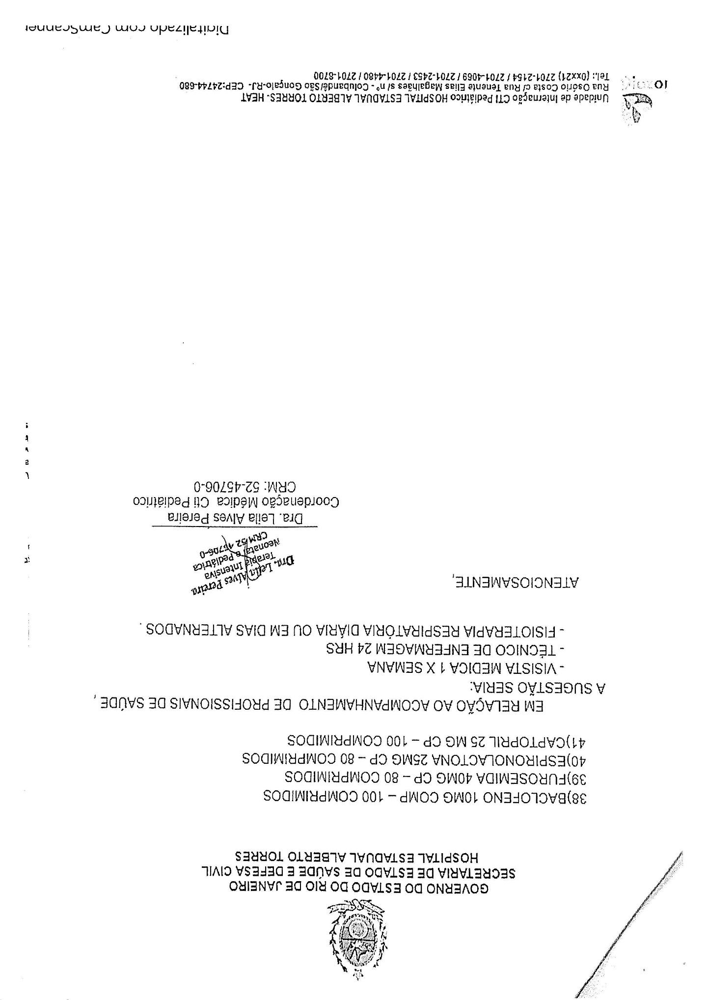 GOVERNO DO ESTADO DO RIO DE JANEIRO
SECRETARIA DE ESTADO DE SAÚDE E DEFESA CIVIL
HOSPITAL ESTADUAL ALBERTO TORRES
38)BACLOFENO 10MG COMP – 100 COMPRIMIDOS
39)FUROSEMIDA 40MG CP – 80 COMPRIMIDOS
40)ESPIRONOLACTONA 25MG CP – 80 COMPRIMIDOS
41)CAPTOPRIL 25 MG CP – 100 COMPRIMIDOS
EM RELAÇÃO AO ACOMPANHAMENTO DE PROFISSIONAIS DE SAÚDE ,
A SUGESTÃO SERIA:
- VISISTA MEDICA 1 X SEMANA
- TÉCNICO DE ENFERMAGEM 24 HRS
- FISIOTERAPIA RESPIRATÓRIA DIÁRIA OU EM DIAS ALTERNADOS .
ATENCIOSAMENTE,
Dra. Leila Alves Pereira
Terapia Intensiva
Neonatal e Pediátrica
CRM 52 45706-0
Dra. Leila Alves Pereira
Coordenação Médica Cti Pediátrico
CRM: 52-45706-0
Unidade de Internação CTI Pediátrico HOSPITAL ESTADUAL ALBERTO TORRES- HEAT
Rua Osório Costa c/ Rua Tenente Elias Magalhães s/ nº - Colubandê/São Gonçalo-RJ- CEP:24744-680
Tel.: (0xx21) 2701-2154 / 2701-4069 / 2701-2453 / 2701-4480 / 2701-8700
Digitalizado com CamScanner